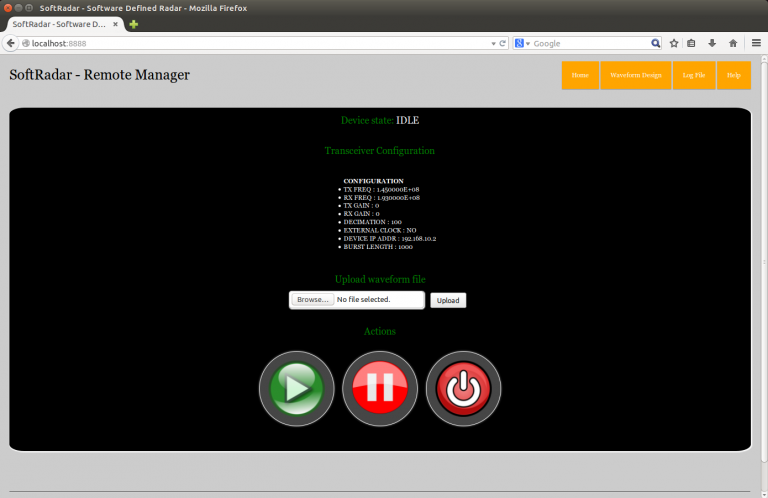 SoftRadar - Software Defined Radar - Mozilla Firefox
SoftRadar - Software D...
localhost:8888
Google
SoftRadar - Remote Manager
Home
Waveform Design
Log File
Help
Device state: IDLE
Transceiver Configuration
CONFIGURATION
TX FREQ : 1.450000E+08
RX FREQ : 1.930000E+08
TX GAIN : 0
RX GAIN : 0
DECIMATION : 100
EXTERNAL CLOCK : NO
DEVICE IP ADDR : 192.168.10.2
BURST LENGTH : 1000
Upload waveform file
Browse... No file selected. Upload
Actions